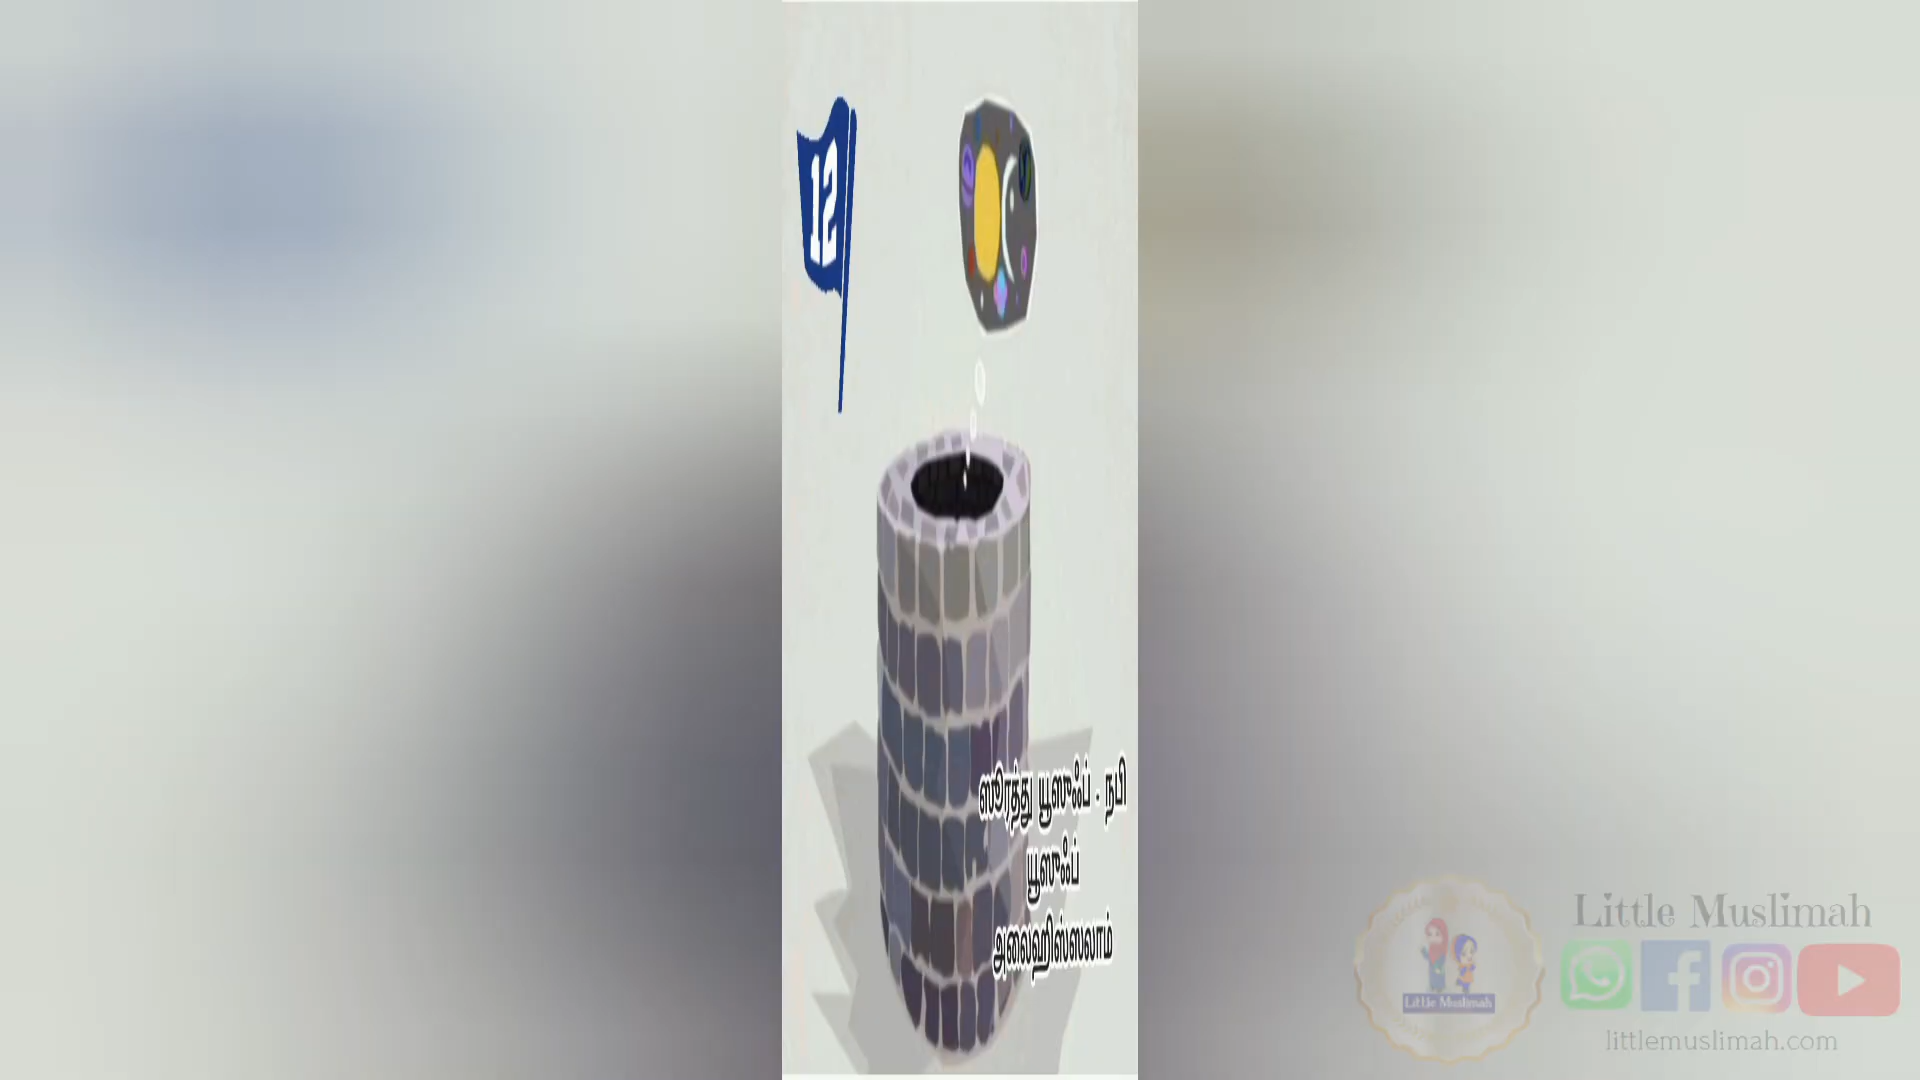 12
ஸூரத்து யூஸுஃப் - நபி
யூஸுஃப்
அலைஹிஸ்ஸலாம்
Little Muslimah
Little Muslimah
littlemuslimah.com